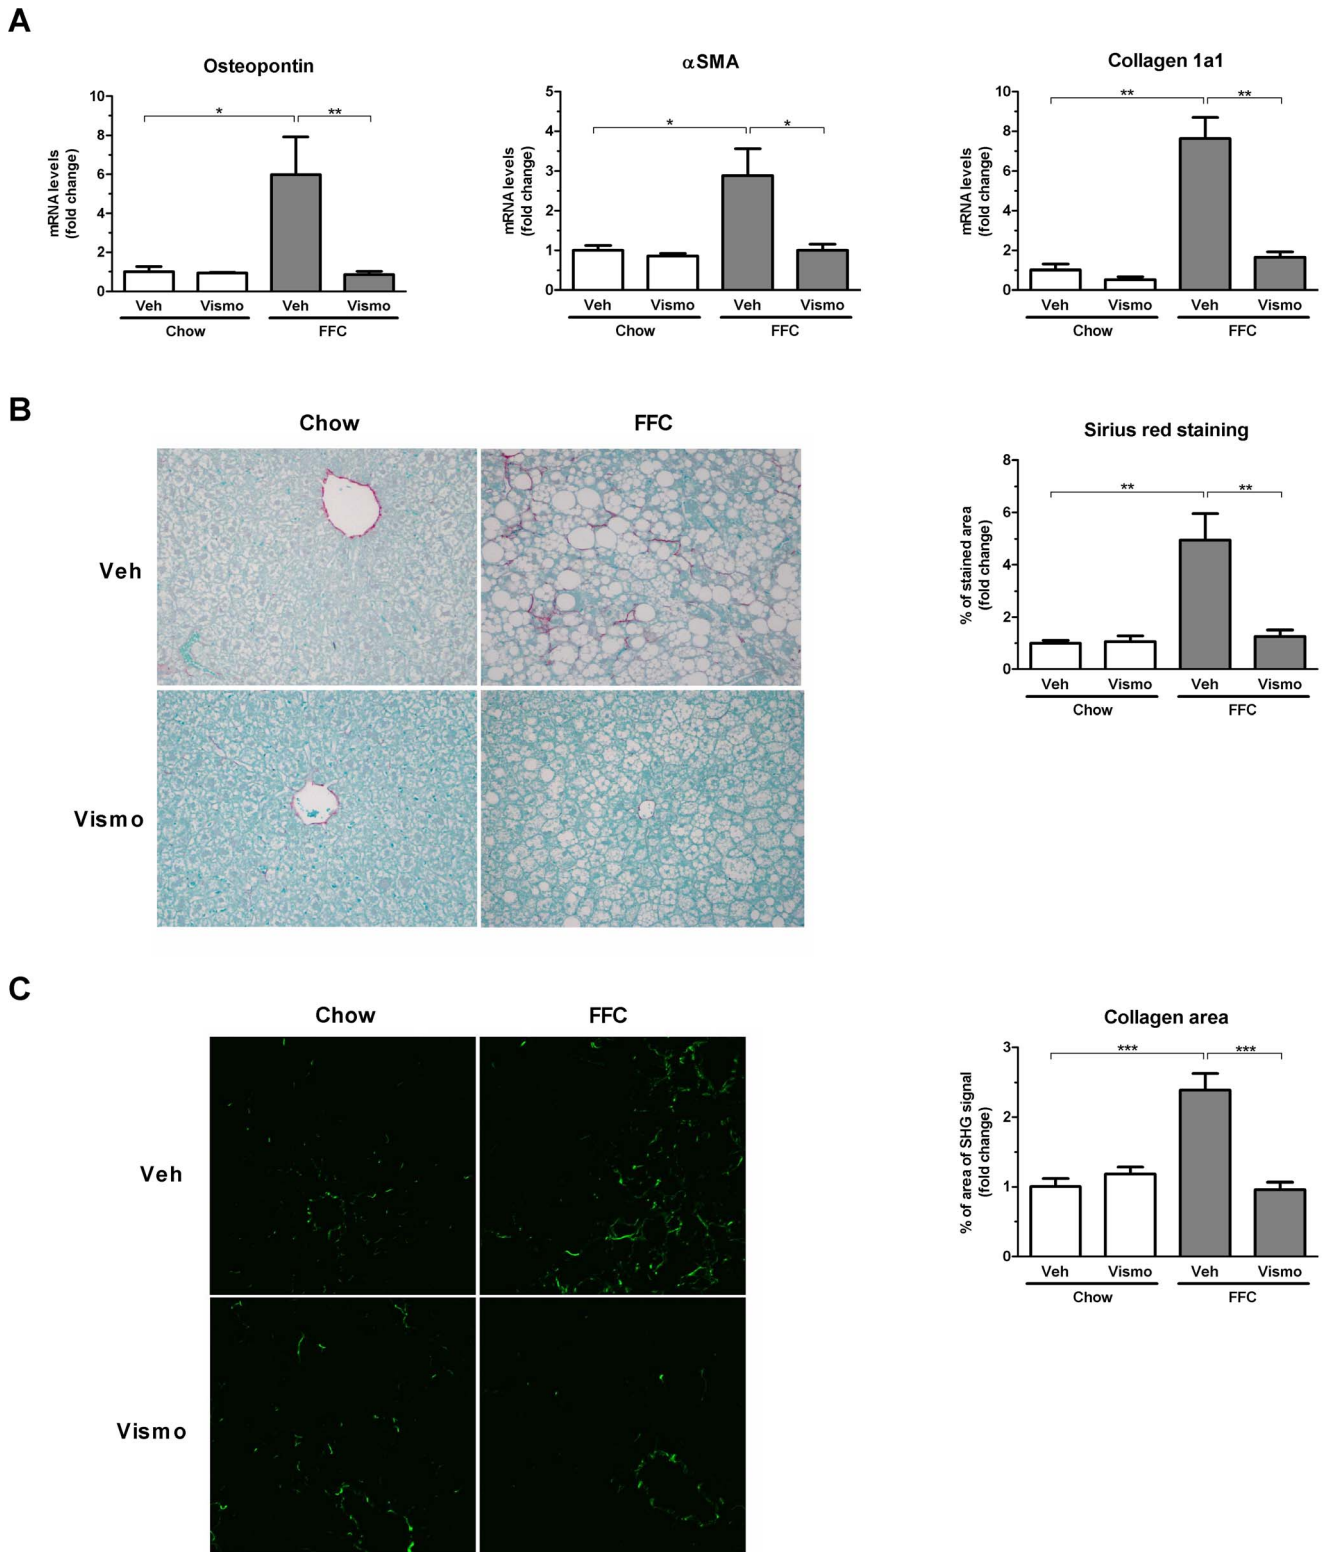 A
Osteopontin
mRNA levels
(fold change)
10
8
6
4
2
0
*
**
Veh
Vismo
Veh
Vismo
Chow
FFC
αSMA
mRNA levels
(fold change)
5
4
3
2
1
0
*
*
Veh
Vismo
Veh
Vismo
Chow
FFC
Collagen 1a1
mRNA levels
(fold change)
10
8
6
4
2
0
**
**
Veh
Vismo
Veh
Vismo
Chow
FFC
B
Chow
FFC
Veh
Vismo
Sirius red staining
% of stained area
(fold change)
8
6
4
2
0
**
**
Veh
Vismo
Veh
Vismo
Chow
FFC
C
Chow
FFC
Veh
Vismo
Collagen area
% of area of SHG signal
(fold change)
3
2
1
0
***
***
Veh
Vismo
Veh
Vismo
Chow
FFC